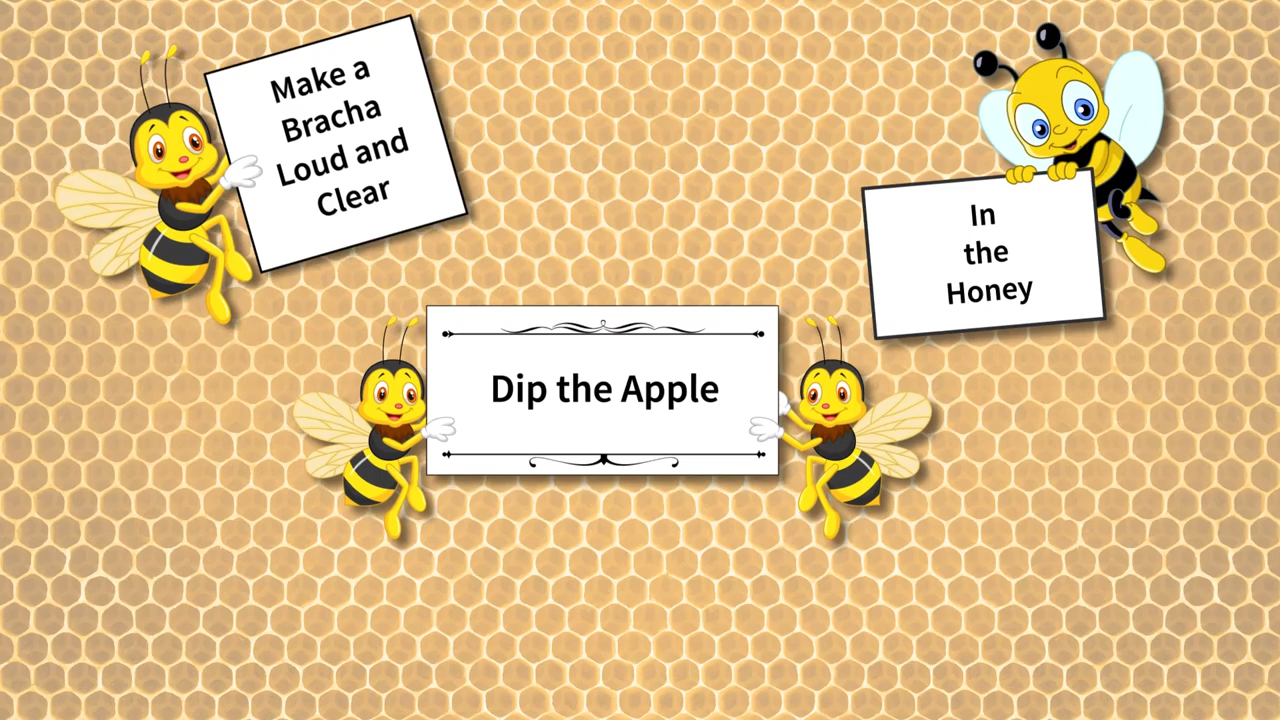 Make a
Bracha
Loud and
Clear
Dip the Apple
In
the
Honey